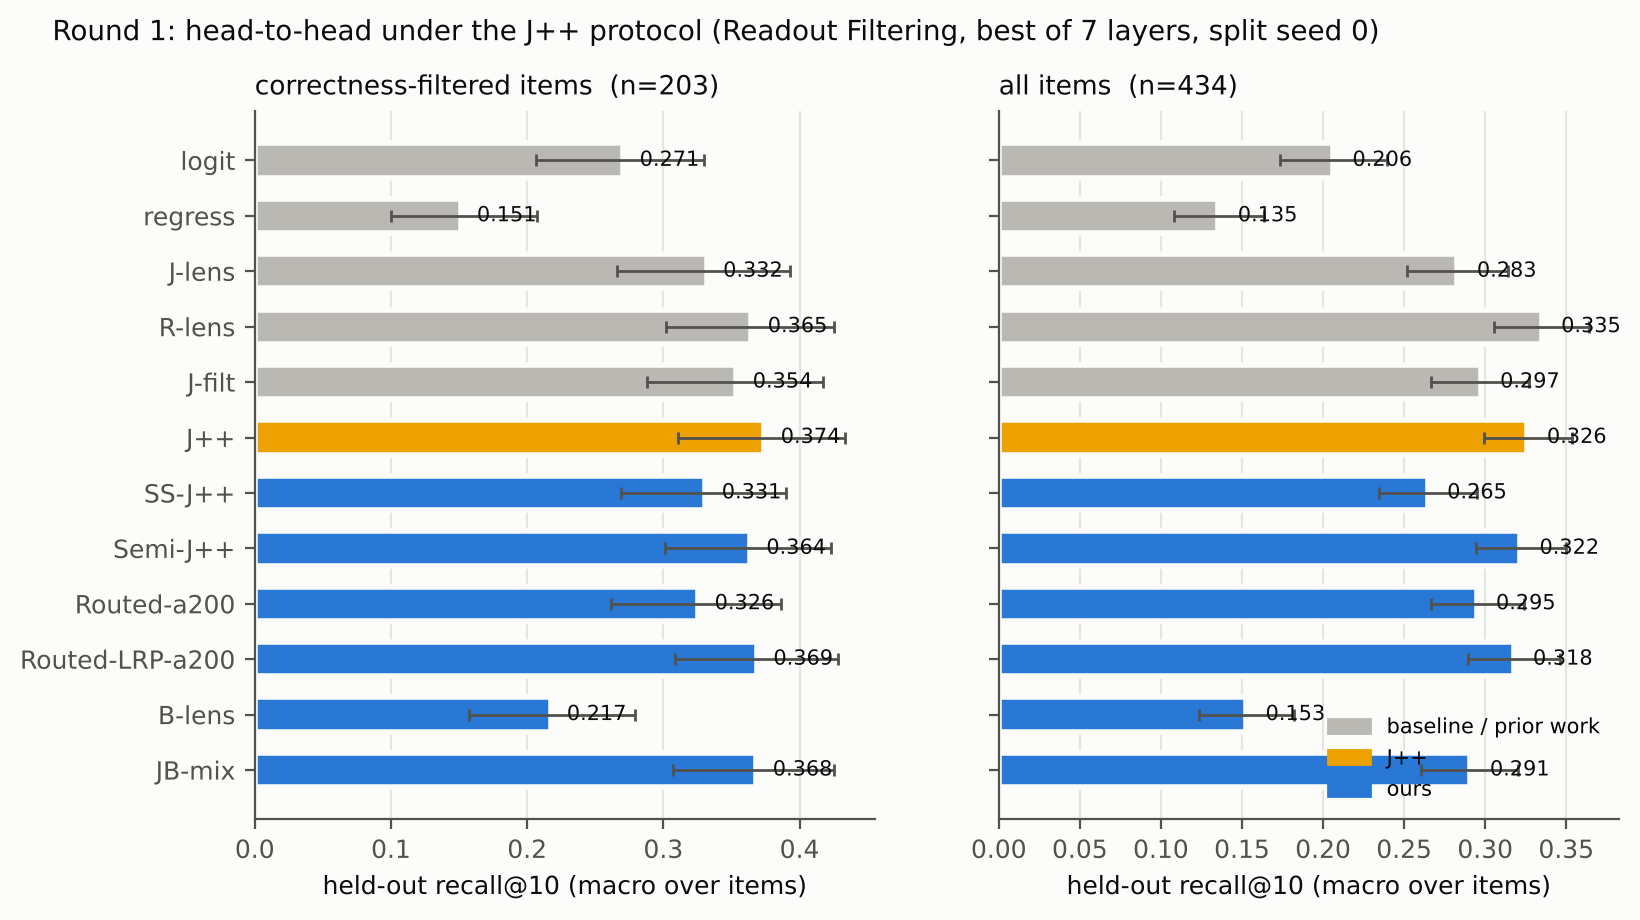 Round 1: head-to-head under the J++ protocol (Readout Filtering, best of 7 layers, split seed 0)
correctness-filtered items (n=203)
logit 0.271
regress 0.151
J-lens 0.332
R-lens 0.365
J-filt 0.354
J++ 0.374
SS-J++ 0.331
Semi-J++ 0.364
Routed-a200 0.326
Routed-LRP-a200 0.369
B-lens 0.217
JB-mix 0.368
0.0 0.1 0.2 0.3 0.4
held-out recall@10 (macro over items)
all items (n=434)
0.206
0.135
0.283
0.335
0.297
0.326
0.265
0.322
0.295
0.318
0.153
0.291
baseline / prior work
J++
ours
0.00 0.05 0.10 0.15 0.20 0.25 0.30 0.35
held-out recall@10 (macro over items)